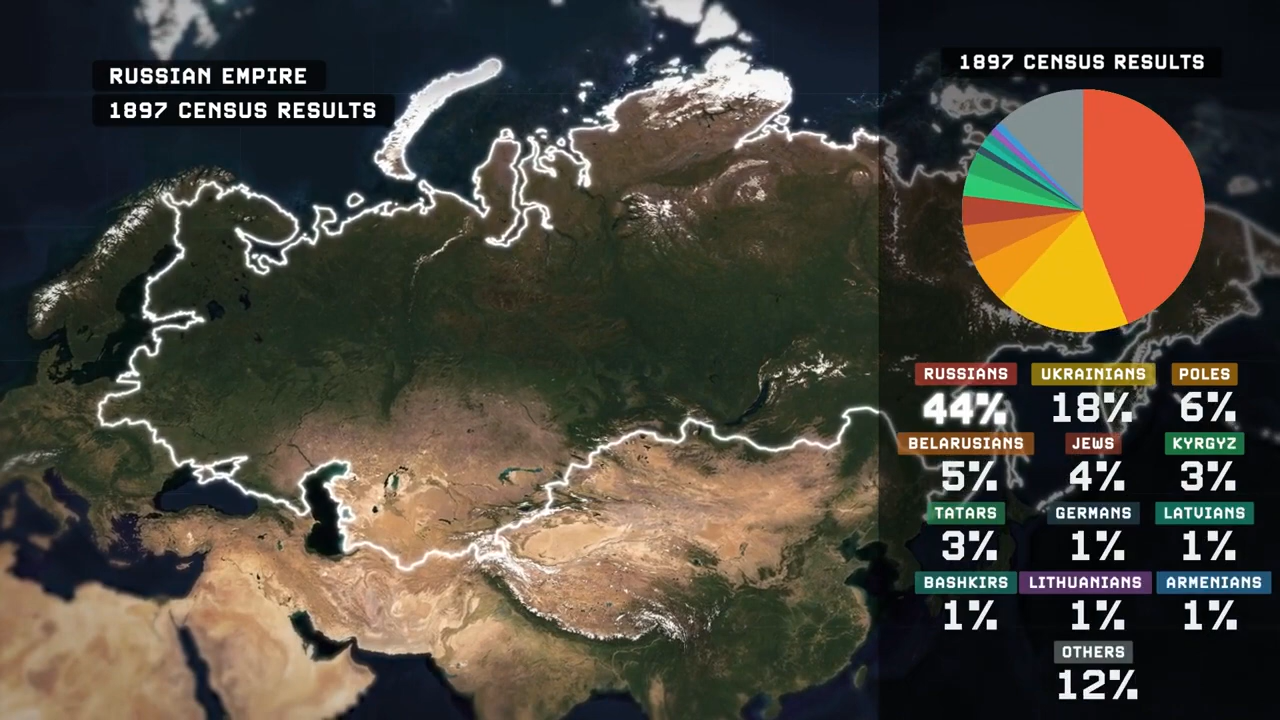 RUSSIAN EMPIRE
1897 CENSUS RESULTS
1897 CENSUS RESULTS
RUSSIANS UKRAINIANS POLES
44% 18% 6%
BELARUSIANS JEWS KYRGYZ
5% 4% 3%
TATARS GERMANS LATVIANS
3% 1% 1%
BASHKIRS LITHUANIANS ARMENIANS
1% 1% 1%
OTHERS
12%